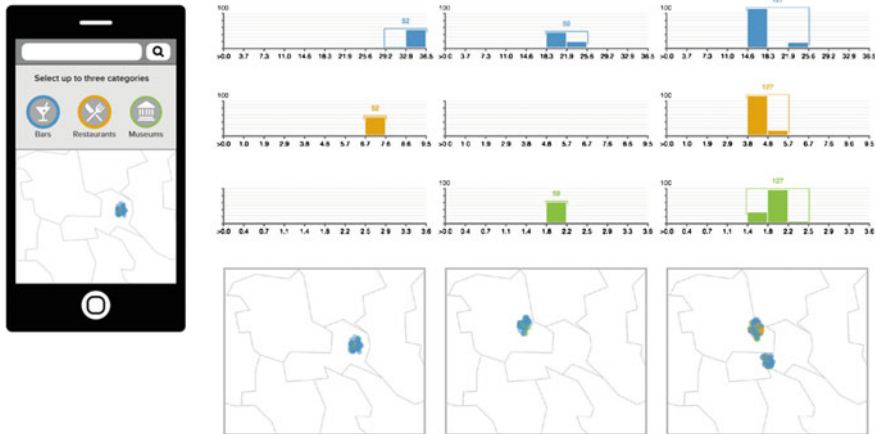 Select up to three categories
Bars Restaurants Museums
100 52
>0.0 3.7 7.3 11.0 14.6 18.3 21.9 25.6 29.2 32.9 36.5
100 59
>0.0 3.7 7.3 11.0 14.6 18.3 21.9 25.6 29.2 32.9 36.5
100 127
>0.0 3.7 7.3 11.0 14.6 18.3 21.9 25.6 29.2 32.9 36.5
100 52
>0.0 1.0 1.9 2.9 3.8 4.8 5.7 6.7 7.6 8.6 9.5
100
>0.0 1.0 1.9 2.9 3.8 4.8 5.7 6.7 7.6 8.6 9.5
100 127
>0.0 1.0 1.9 2.9 3.8 4.8 5.7 6.7 7.6 8.6 9.5
100
>0.0 0.4 0.7 1.1 1.4 1.8 2.2 2.5 2.9 3.3 3.6
100 59
>0.0 0.4 0.7 1.1 1.4 1.8 2.2 2.5 2.9 3.3 3.6
100 127
>0.0 0.4 0.7 1.1 1.4 1.8 2.2 2.5 2.9 3.3 3.6